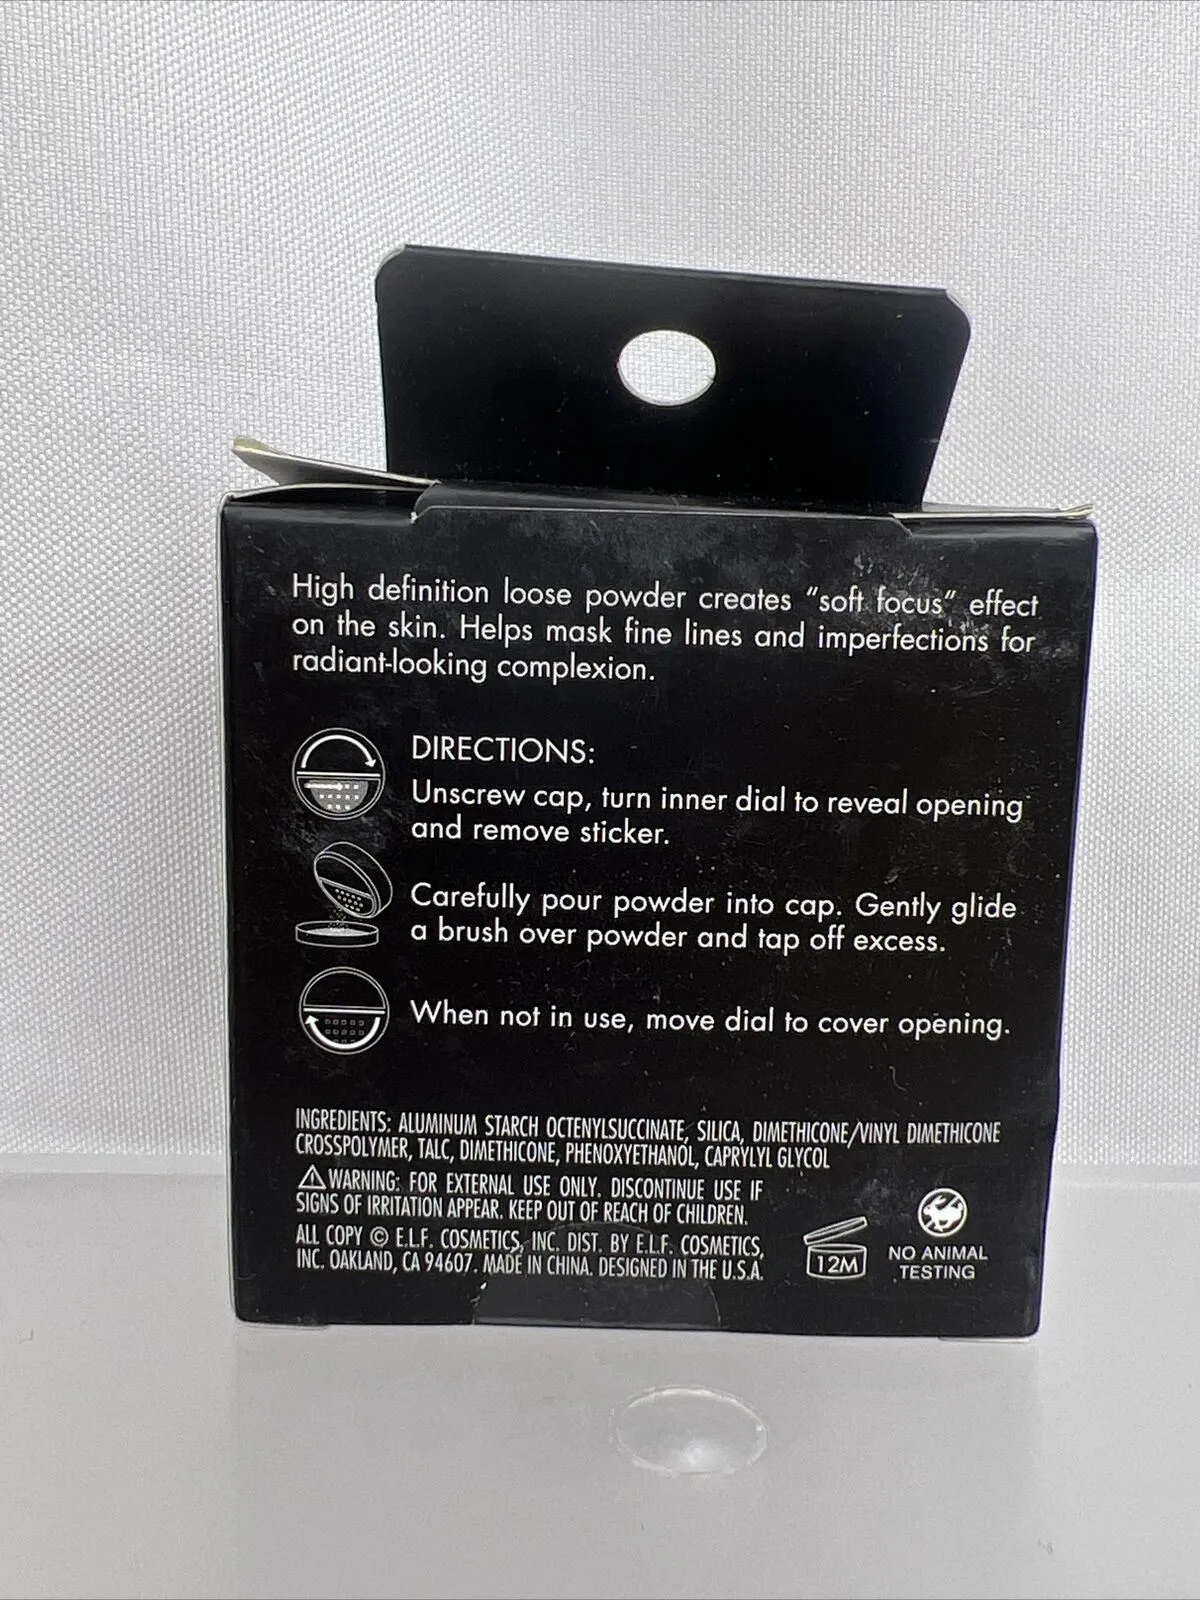 High definition loose powder creates “soft focus” effect
on the skin. Helps mask fine lines and imperfections for
radiant-looking complexion.
DIRECTIONS:
Unscrew cap, turn inner dial to reveal opening
and remove sticker.
Carefully pour powder into cap. Gently glide
a brush over powder and tap off excess.
When not in use, move dial to cover opening.
INGREDIENTS: ALUMINUM STARCH OCTENYLSUCCINATE, SILICA, DIMETHICONE/VINYL DIMETHICONE
CROSSPOLYMER, TALC, DIMETHICONE, PHENOXYETHANOL, CAPRYLYL GLYCOL
WARNING: FOR EXTERNAL USE ONLY. DISCONTINUE USE IF
SIGNS OF IRRITATION APPEAR. KEEP OUT OF REACH OF CHILDREN.
ALL COPY © E.L.F. COSMETICS, INC. DIST. BY E.L.F. COSMETICS,
INC. OAKLAND, CA 94607. MADE IN CHINA. DESIGNED IN THE U.S.A.
12M
NO ANIMAL
TESTING